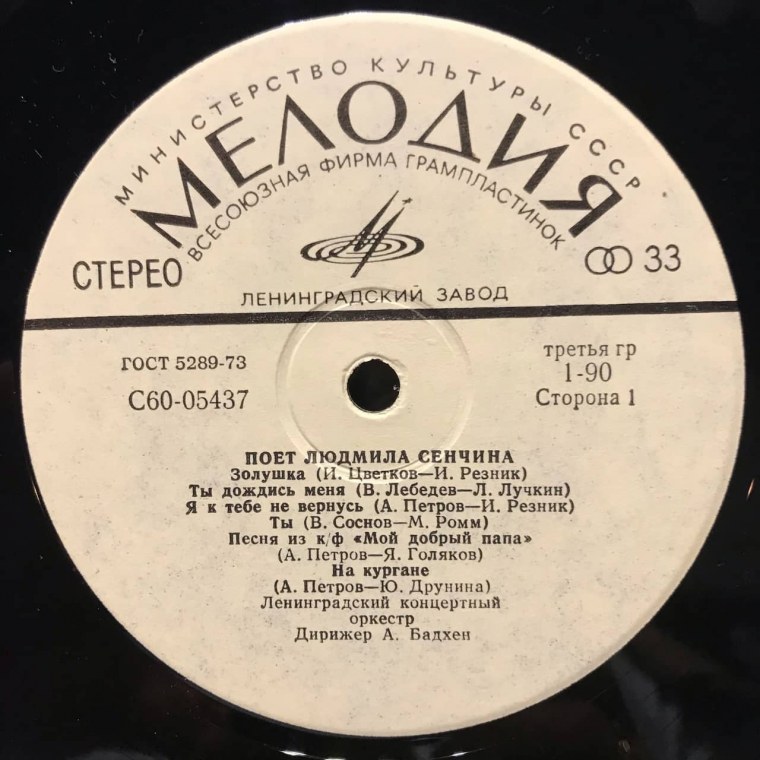 МИНИСТЕРСТВО КУЛЬТУРЫ СССР
МЕЛОДИЯ
ВСЕСОЮЗНАЯ ФИРМА ГРАМПЛАСТИНОК
СТЕРЕО
33
ЛЕНИНГРАДСКИЙ ЗАВОД
ГОСТ 5289-73
С60-05437
третья гр
1-90
Сторона 1
ПОЕТ ЛЮДМИЛА СЕНЧИНА
Золушка (И. Цветков—И. Резник)
Ты дождись меня (В. Лебедев—Л. Лучкин)
Я к тебе не вернусь (А. Петров—И. Резник)
Ты (В. Соснов—М. Ромм)
Песня из к/ф «Мой добрый папа»
(А. Петров—Я. Голяков)
На кургане
(А. Петров—Ю. Друнина)
Ленинградский концертный
оркестр
Дирижер А. Бадхен